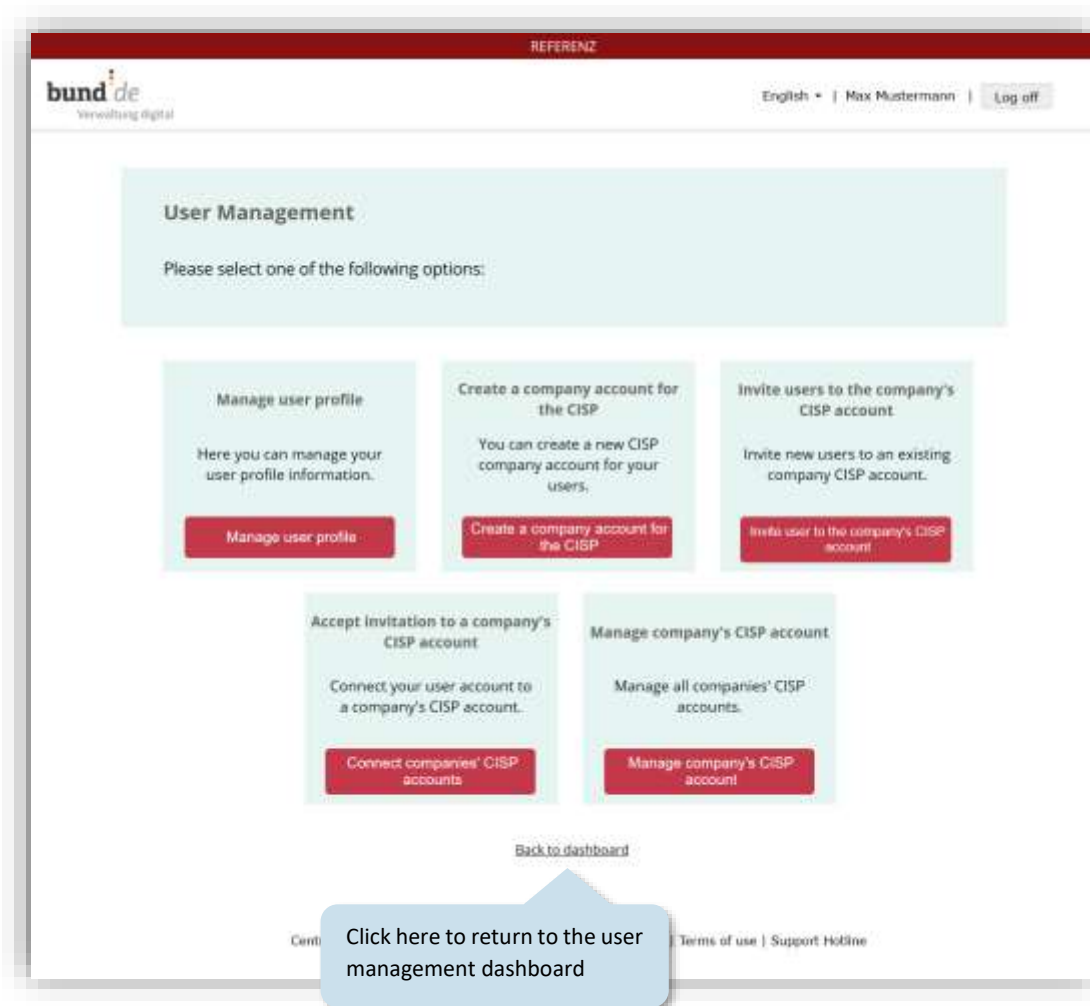 REFERENZ
bund.de
Verwaltung digital
English | Max Mustermann | Log off
User Management
Please select one of the following options:
Manage user profile
Here you can manage your
user profile information.
Manage user profile
Create a company account for
the CISP
You can create a new CISP
company account for your
users.
Create a company account for
the CISP
Invite users to the company's
CISP account
Invite new users to an existing
company CISP account.
Invite user to the company's CISP
account
Accept invitation to a company's
CISP account
Connect your user account to
a company's CISP account.
Connect companies' CISP
accounts
Manage company's CISP account
Manage all companies' CISP
accounts.
Manage company's CISP
account
Back to dashboard
Click here to return to the user
management dashboard
| Terms of use | Support Hotline